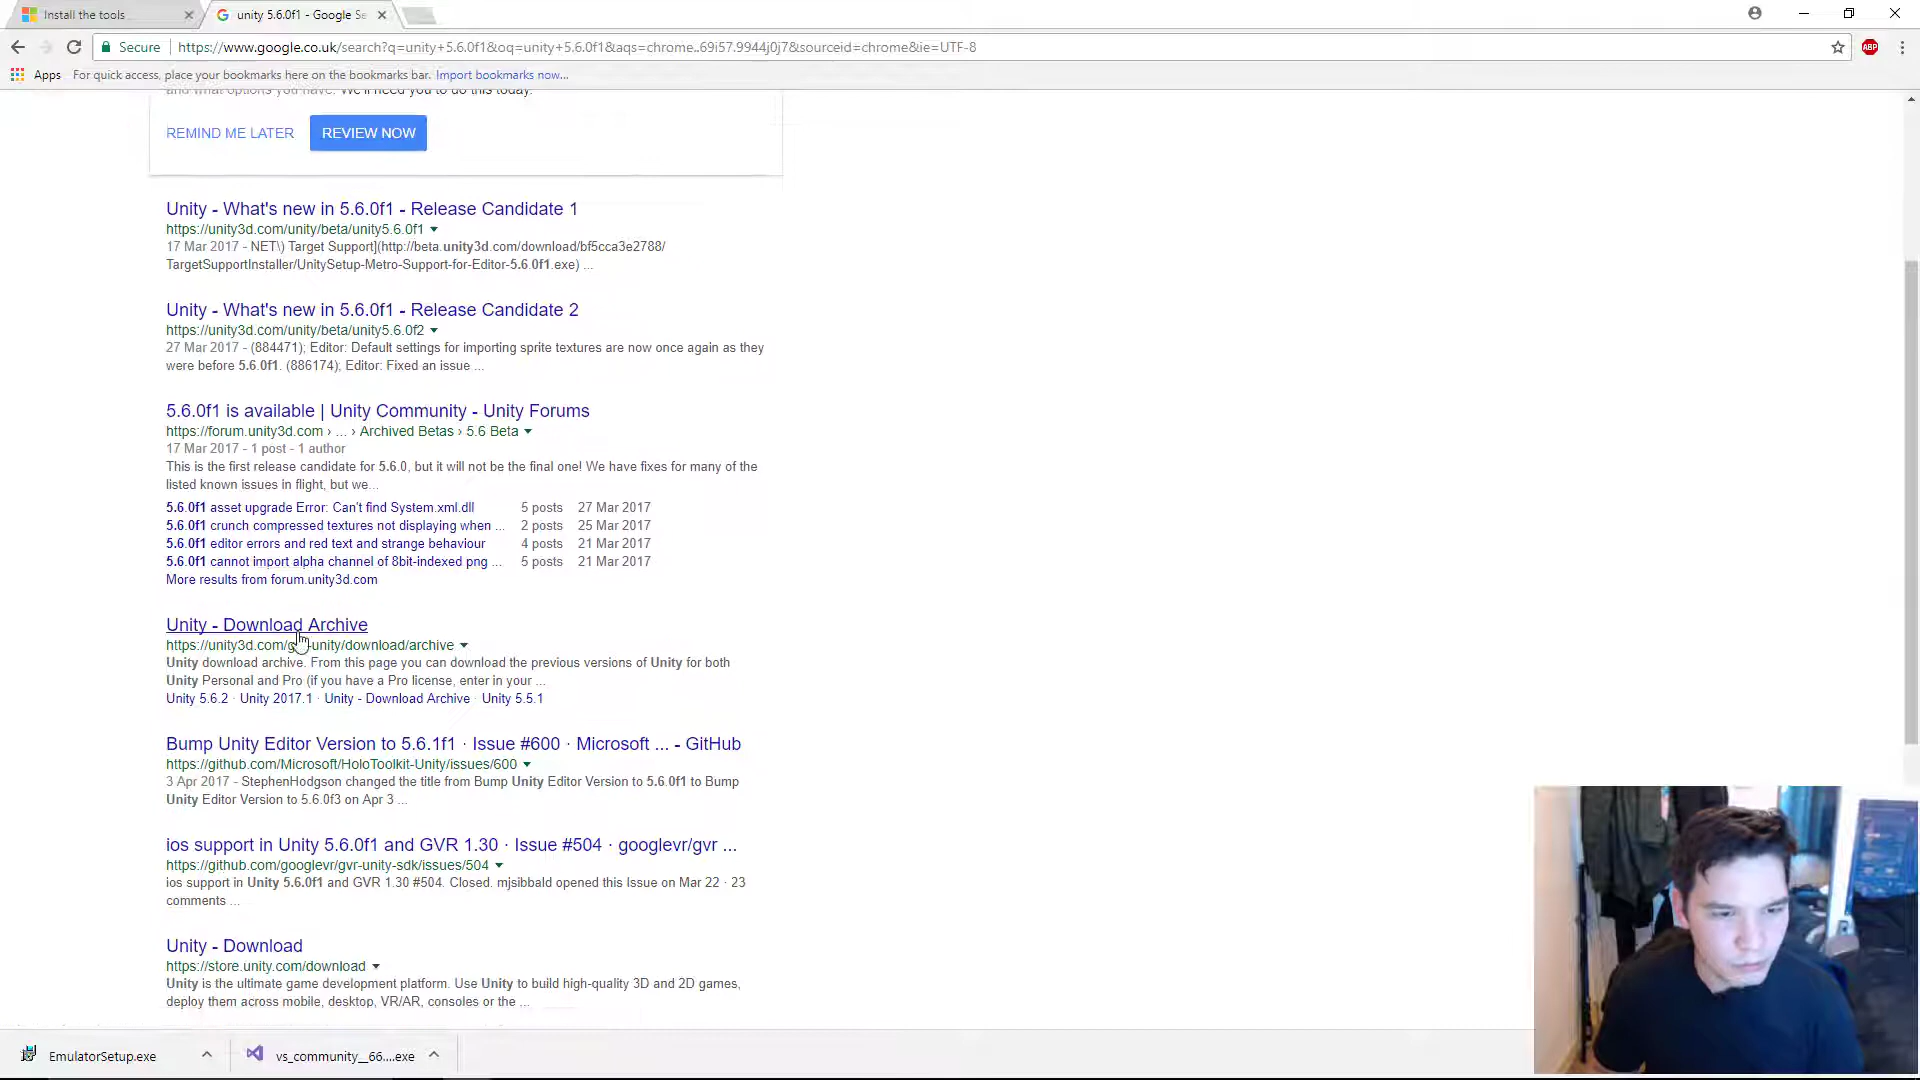 Install the tools
unity 5.6.0f1 - Google Se
Secure
https://www.google.co.uk/search?q=unity+5.6.0f1&oq=unity+5.6.0f1&aqs=chrome..69i57.9944j0j7&sourceid=chrome&ie=UTF-8
ABP
Apps For quick access, place your bookmarks here on the bookmarks bar. Import bookmarks now...
and what options you have. We'll need you to do this today.
REMIND ME LATER REVIEW NOW
Unity - What's new in 5.6.0f1 - Release Candidate 1
https://unity3d.com/unity/beta/unity5.6.0f1
17 Mar 2017 - NET\) Target Support](http://beta.unity3d.com/download/bf5cca3e2788/
TargetSupportInstaller/UnitySetup-Metro-Support-for-Editor-5.6.0f1.exe) ...
Unity - What's new in 5.6.0f1 - Release Candidate 2
https://unity3d.com/unity/beta/unity5.6.0f2
27 Mar 2017 - (884471); Editor: Default settings for importing sprite textures are now once again as they
were before 5.6.0f1. (886174); Editor: Fixed an issue ...
5.6.0f1 is available | Unity Community - Unity Forums
https://forum.unity3d.com › ... › Archived Betas › 5.6 Beta
17 Mar 2017 - 1 post - 1 author
This is the first release candidate for 5.6.0, but it will not be the final one! We have fixes for many of the
listed known issues in flight, but we...
5.6.0f1 asset upgrade Error: Can't find System.xml.dll 5 posts 27 Mar 2017
5.6.0f1 crunch compressed textures not displaying when ... 2 posts 25 Mar 2017
5.6.0f1 editor errors and red text and strange behaviour 4 posts 21 Mar 2017
5.6.0f1 cannot import alpha channel of 8bit-indexed png ... 5 posts 21 Mar 2017
More results from forum.unity3d.com
Unity - Download Archive
https://unity3d.com/g unity/download/archive
Unity download archive. From this page you can download the previous versions of Unity for both
Unity Personal and Pro (if you have a Pro license, enter in your ...
Unity 5.6.2 · Unity 2017.1 · Unity - Download Archive · Unity 5.5.1
Bump Unity Editor Version to 5.6.1f1 · Issue #600 · Microsoft ... - GitHub
https://github.com/Microsoft/HoloToolkit-Unity/issues/600
3 Apr 2017 - StephenHodgson changed the title from Bump Unity Editor Version to 5.6.0f1 to Bump
Unity Editor Version to 5.6.0f3 on Apr 3 ...
ios support in Unity 5.6.0f1 and GVR 1.30 · Issue #504 · googlevr/gvr ...
https://github.com/googlevr/gvr-unity-sdk/issues/504
ios support in Unity 5.6.0f1 and GVR 1.30 #504. Closed. mjsibbald opened this Issue on Mar 22 · 23
comments ...
Unity - Download
https://store.unity.com/download
Unity is the ultimate game development platform. Use Unity to build high-quality 3D and 2D games,
deploy them across mobile, desktop, VR/AR, consoles or the ...
EmulatorSetup.exe
vs_community__66....exe